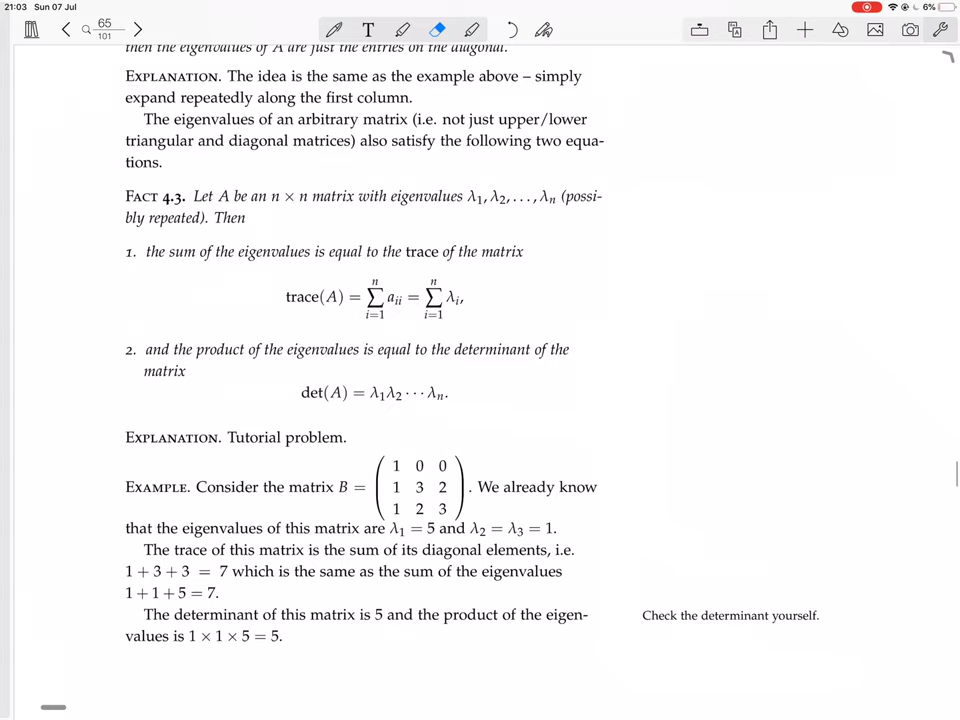 21:03 Sun 07 Jul
6%
65
101
T
then the eigenvalues of A are just the entries on the diagonal.
EXPLANATION. The idea is the same as the example above – simply
expand repeatedly along the first column.
The eigenvalues of an arbitrary matrix (i.e. not just upper/lower
triangular and diagonal matrices) also satisfy the following two equa-
tions.
FACT 4.3. Let A be an n × n matrix with eigenvalues λ1, λ2, . . . , λn (possi-
bly repeated). Then
1. the sum of the eigenvalues is equal to the trace of the matrix
trace(A) = ∑_{i=1}^{n} a_{ii} = ∑_{i=1}^{n} λ_i,
2. and the product of the eigenvalues is equal to the determinant of the
matrix
det(A) = λ1λ2 · · · λn.
EXPLANATION. Tutorial problem.
1 0 0
EXAMPLE. Consider the matrix B = ( 1 3 2 ). We already know
1 2 3
that the eigenvalues of this matrix are λ1 = 5 and λ2 = λ3 = 1.
The trace of this matrix is the sum of its diagonal elements, i.e.
1 + 3 + 3 = 7 which is the same as the sum of the eigenvalues
1 + 1 + 5 = 7.
The determinant of this matrix is 5 and the product of the eigen-
Check the determinant yourself.
values is 1 × 1 × 5 = 5.